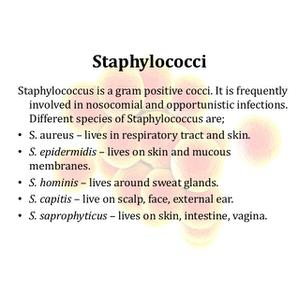 Staphylococci
Staphylococcus is a gram positive cocci. It is frequently
involved in nosocomial and opportunistic infections.
Different species of Staphylococcus are;
• S. aureus – lives in respiratory tract and skin.
• S. epidermidis – lives on skin and mucous
membranes.
• S. hominis – lives around sweat glands.
• S. capitis – live on scalp, face, external ear.
• S. saprophyticus – lives on skin, intestine, vagina.